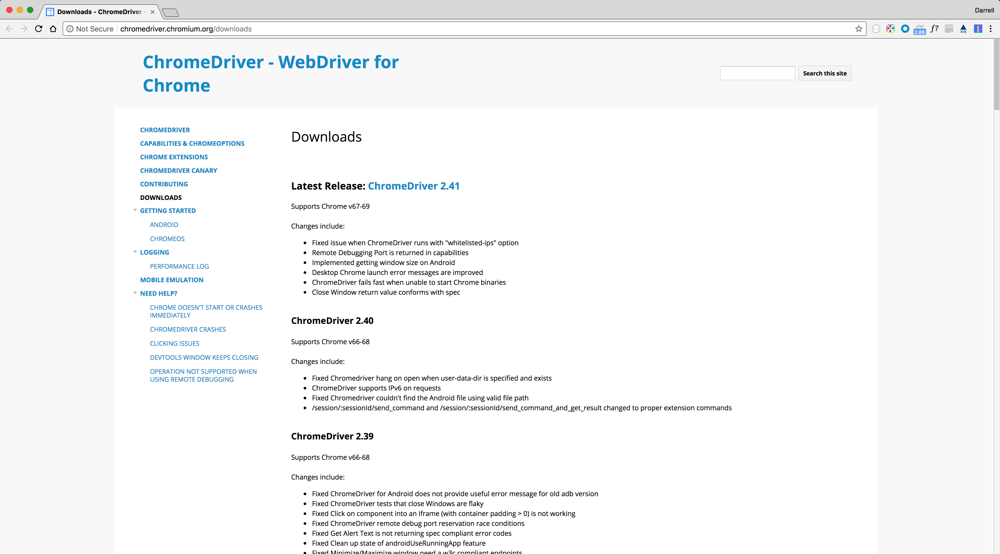 Downloads - ChromeDriver -
Darrell
Not Secure chromedriver.chromium.org/downloads
2.88
f?
axe
ChromeDriver - WebDriver for
Chrome
Search this site
CHROMEDRIVER
CAPABILITIES & CHROMEOPTIONS
CHROME EXTENSIONS
CHROMEDRIVER CANARY
CONTRIBUTING
DOWNLOADS
GETTING STARTED
ANDROID
CHROMEOS
LOGGING
PERFORMANCE LOG
MOBILE EMULATION
NEED HELP?
CHROME DOESN'T START OR CRASHES
IMMEDIATELY
CHROMEDRIVER CRASHES
CLICKING ISSUES
DEVTOOLS WINDOW KEEPS CLOSING
OPERATION NOT SUPPORTED WHEN
USING REMOTE DEBUGGING
Downloads
Latest Release: ChromeDriver 2.41
Supports Chrome v67-69
Changes include:
Fixed issue when ChromeDriver runs with "whitelisted-ips" option
Remote Debugging Port is returned in capabilities
Implemented getting window size on Android
Desktop Chrome launch error messages are improved
ChromeDriver fails fast when unable to start Chrome binaries
Close Window return value conforms with spec
ChromeDriver 2.40
Supports Chrome v66-68
Changes include:
Fixed Chromedriver hang on open when user-data-dir is specified and exists
ChromeDriver supports IPv6 on requests
Fixed Chromedriver couldn't find the Android file using valid file path
/session/:sessionId/send_command and /session/:sessionId/send_command_and_get_result changed to proper extension commands
ChromeDriver 2.39
Supports Chrome v66-68
Changes include:
Fixed ChromeDriver for Android does not provide useful error message for old adb version
Fixed ChromeDriver tests that close Windows are flaky
Fixed Click on component into an Iframe (with container padding > 0) is not working
Fixed ChromeDriver remote debug port reservation race conditions
Fixed Get Alert Text is not returning spec compliant error codes
Fixed Clean up state of androidUseRunningApp feature
Fixed Minimize/Maximize window need a w3c compliant endpoints